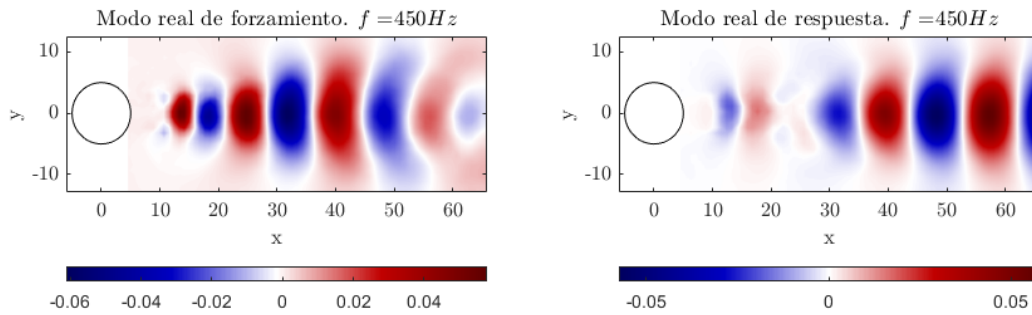 Modo real de forzamiento. f =450Hz
10
0
-10
y
0 10 20 30 40 50 60
x
-0.06 -0.04 -0.02 0 0.02 0.04
Modo real de respuesta. f =450Hz
10
0
-10
y
0 10 20 30 40 50 60
x
-0.05 0 0.05